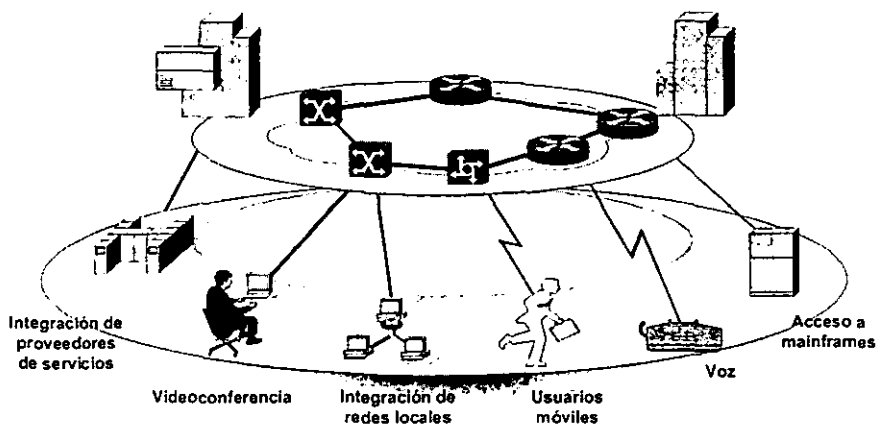 Integración de
proveedores
de servicios
Videoconferencia
Integración de
redes locales
Usuarios
móviles
Voz
Acceso a
mainframes